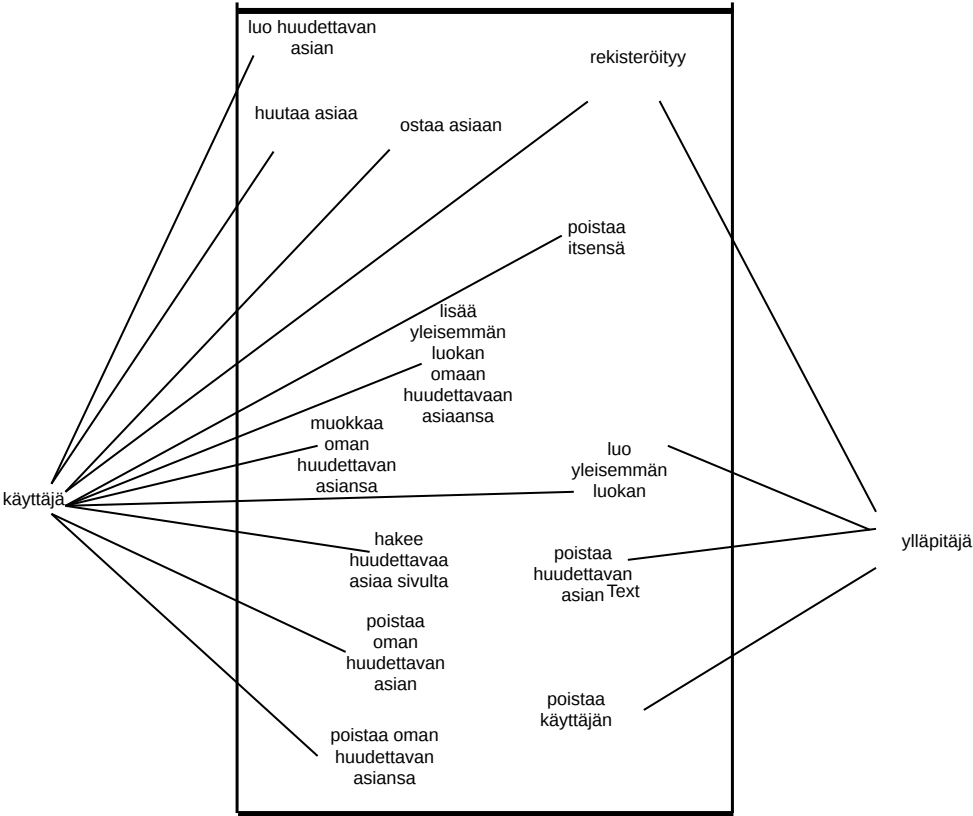 luo huudettavan
asian
rekisteröityy
huutaa asiaa
ostaa asiaan
poistaa
itsensä
lisää
yleisemmän
luokan
omaan
huudettavaan
asiaansa
muokkaa
oman
huudettavan
asiansa
luo
yleisemmän
luokan
käyttäjä
hakee
huudettavaa
asiaa sivulta
poistaa
huudettavan
asian
Text
ylläpitäjä
poistaa
oman
huudettavan
asian
poistaa
käyttäjän
poistaa oman
huudettavan
asiansa